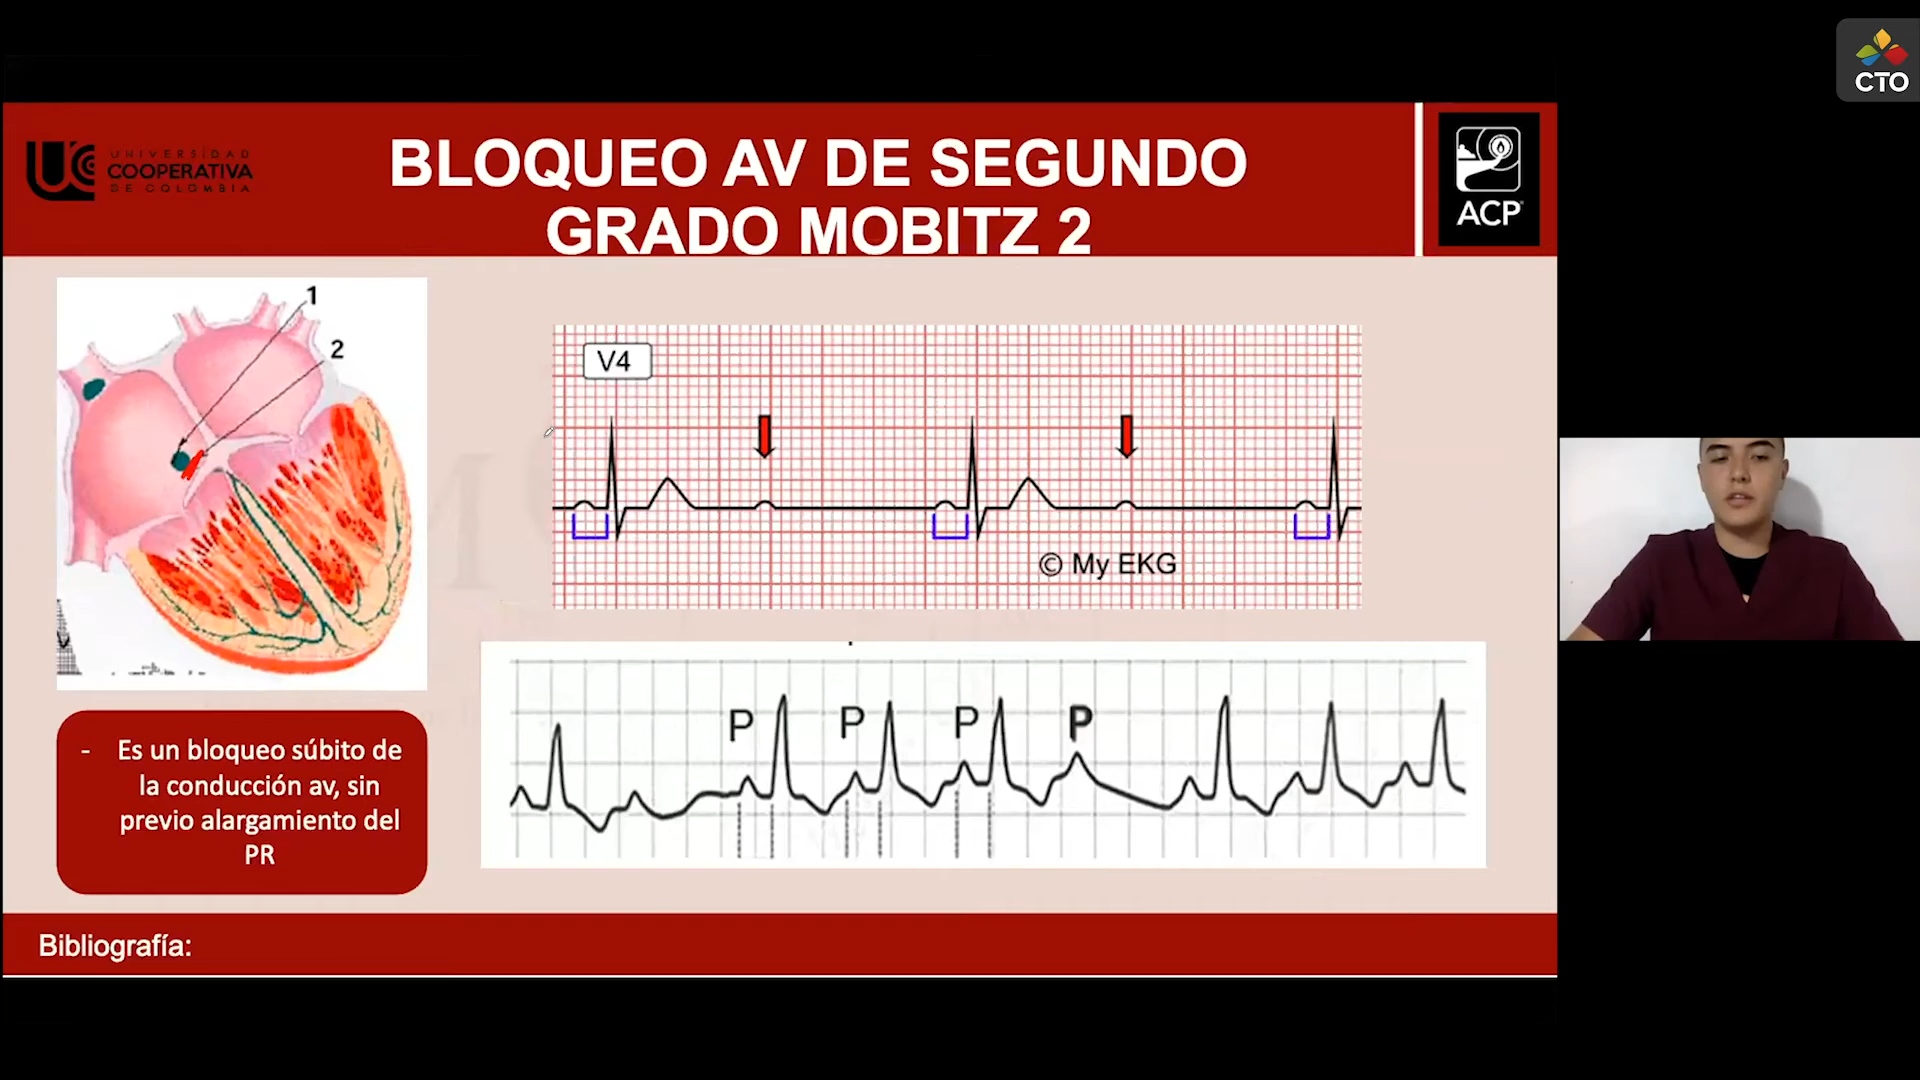 CTO
UNIVERSIDAD
COOPERATIVA
DE COLOMBIA
BLOQUEO AV DE SEGUNDO
GRADO MOBITZ 2
ACP
1
2
V4
© My EKG
P P P P
- Es un bloqueo súbito de
la conducción av, sin
previo alargamiento del
PR
Bibliografía: